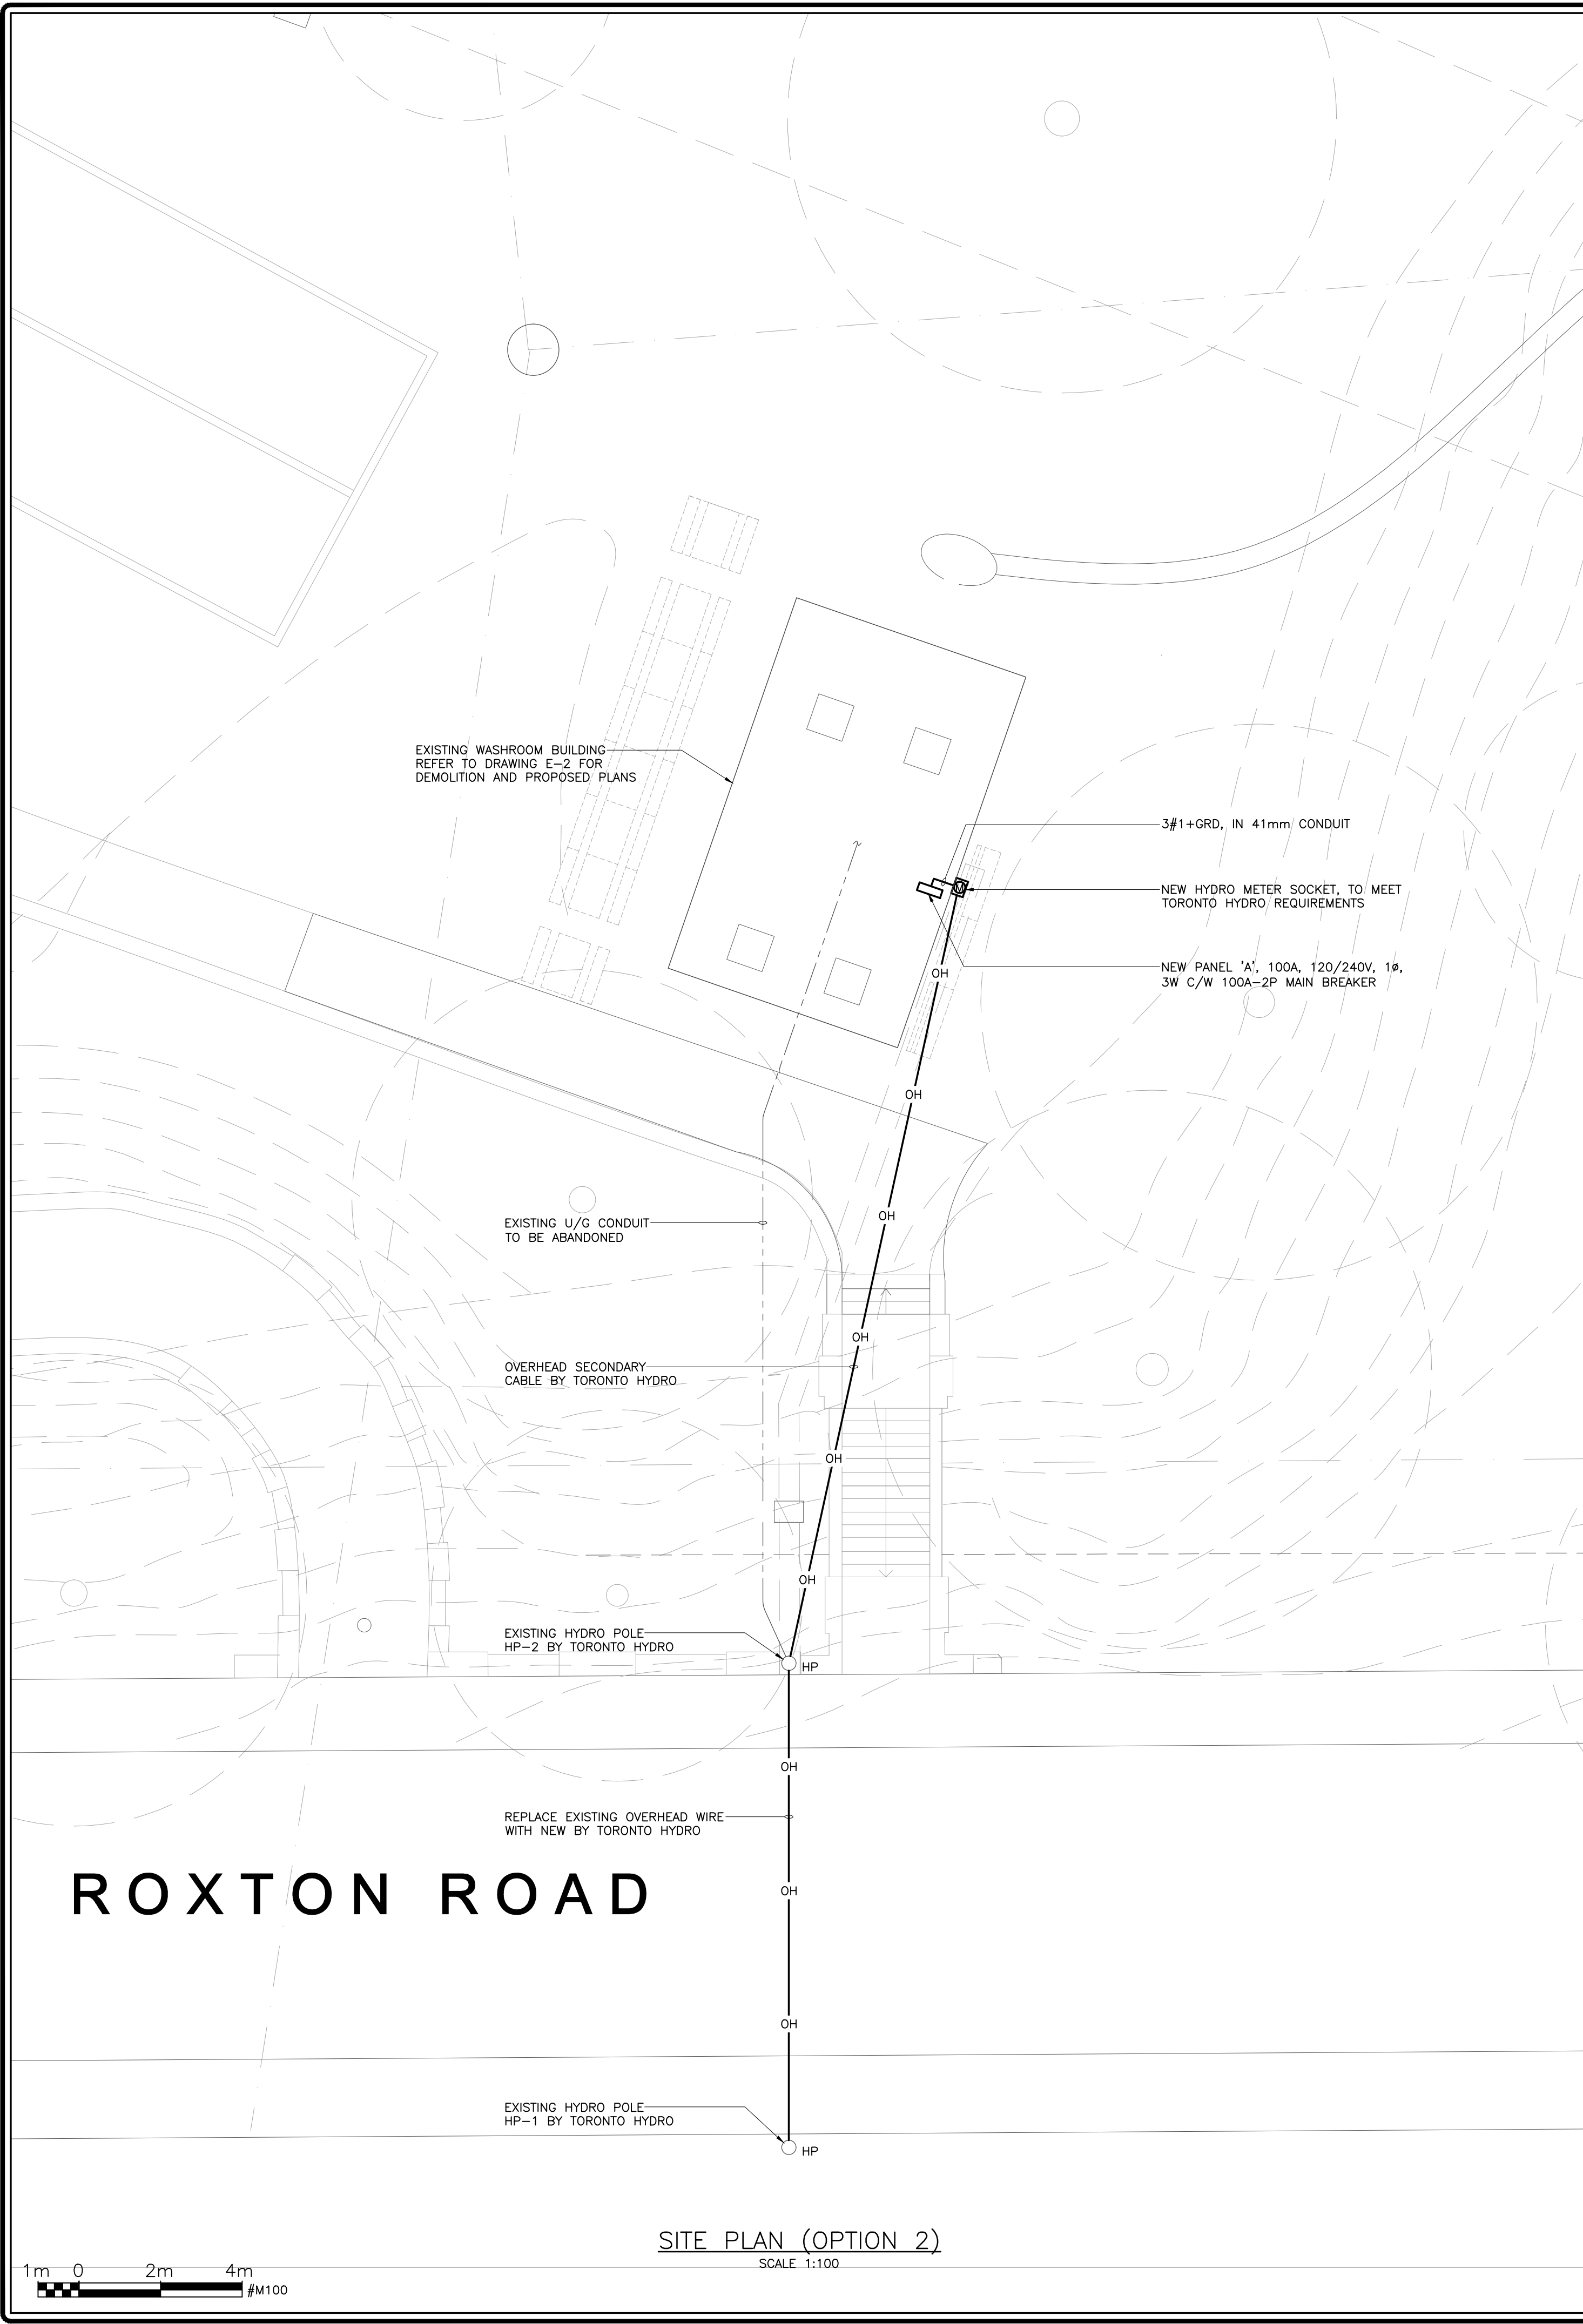 EXISTING WASHROOM BUILDING
REFER TO DRAWING E-2 FOR
DEMOLITION AND PROPOSED PLANS
3#1+GRD, IN 41mm CONDUIT
M
NEW HYDRO METER SOCKET, TO MEET
TORONTO HYDRO REQUIREMENTS
NEW PANEL 'A', 100A, 120/240V, 1ø,
3W C/W 100A-2P MAIN BREAKER
OH
OH
OH
EXISTING U/G CONDUIT
TO BE ABANDONED
OH
OVERHEAD SECONDARY
CABLE BY TORONTO HYDRO
OH
OH
EXISTING HYDRO POLE
HP-2 BY TORONTO HYDRO
HP
OH
REPLACE EXISTING OVERHEAD WIRE
WITH NEW BY TORONTO HYDRO
OH
ROXTON ROAD
OH
EXISTING HYDRO POLE
HP-1 BY TORONTO HYDRO
HP
SITE PLAN (OPTION 2)
SCALE 1:100
1m 0 2m 4m
#M100